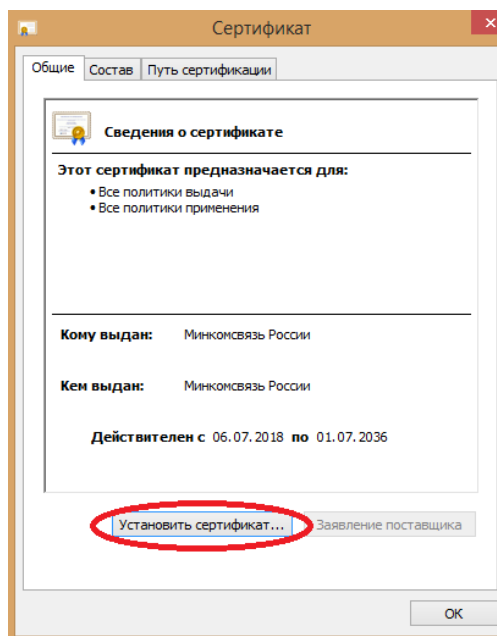 Сертификат
Общие Состав Путь сертификации
Сведения о сертификате
Этот сертификат предназначается для:
• Все политики выдачи
• Все политики применения
Кому выдан: Минкомсвязь России
Кем выдан: Минкомсвязь России
Действителен с 06.07.2018 по 01.07.2036
Установить сертификат... Заявление поставщика
ОК